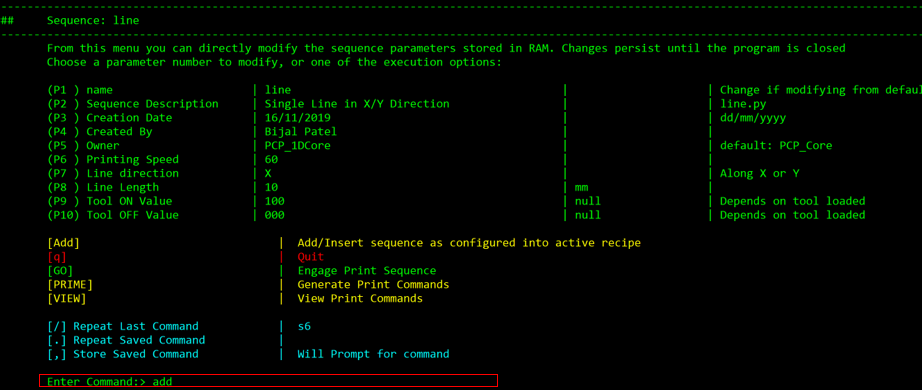 ## Sequence: line
From this menu you can directly modify the sequence parameters stored in RAM. Changes persist until the program is closed
Choose a parameter number to modify, or one of the execution options:
(P1 ) name | line | | Change if modifying from defau
(P2 ) Sequence Description | Single Line in X/Y Direction | | line.py
(P3 ) Creation Date | 16/11/2019 | | dd/mm/yyyy
(P4 ) Created By | Bijal Patel | |
(P5 ) Owner | PCP_1DCore | | default: PCP_Core
(P6 ) Printing Speed | 60 | |
(P7 ) Line direction | X | | Along X or Y
(P8 ) Line Length | 10 | mm |
(P9 ) Tool ON Value | 100 | null | Depends on tool loaded
(P10) Tool OFF Value | 000 | null | Depends on tool loaded
[Add] | Add/Insert sequence as configured into active recipe
[q] | Quit
[GO] | Engage Print Sequence
[PRIME] | Generate Print Commands
[VIEW] | View Print Commands
[/] Repeat Last Command | s6
[.] Repeat Saved Command |
[,] Store Saved Command | Will Prompt for command
Enter Command:> add